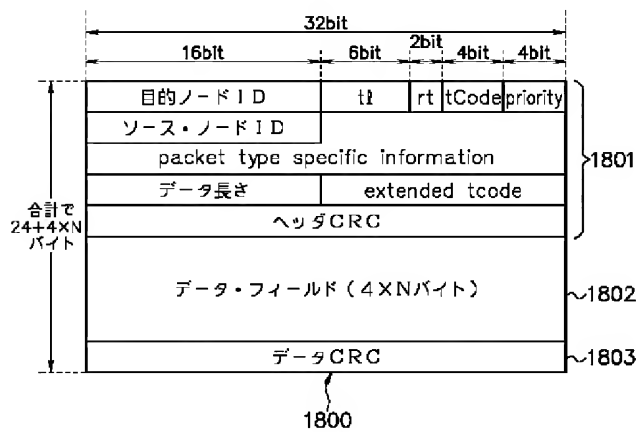 32bit
16bit 6bit 2bit 4bit 4bit
目的ノードID tl rt tCode priority
ソース・ノードID
packet type specific information
1801
データ長さ extended tcode
合計で
24+4×N
バイト
ヘッダCRC
データ・フィールド(4×Nバイト)
1802
データCRC
1803
1800